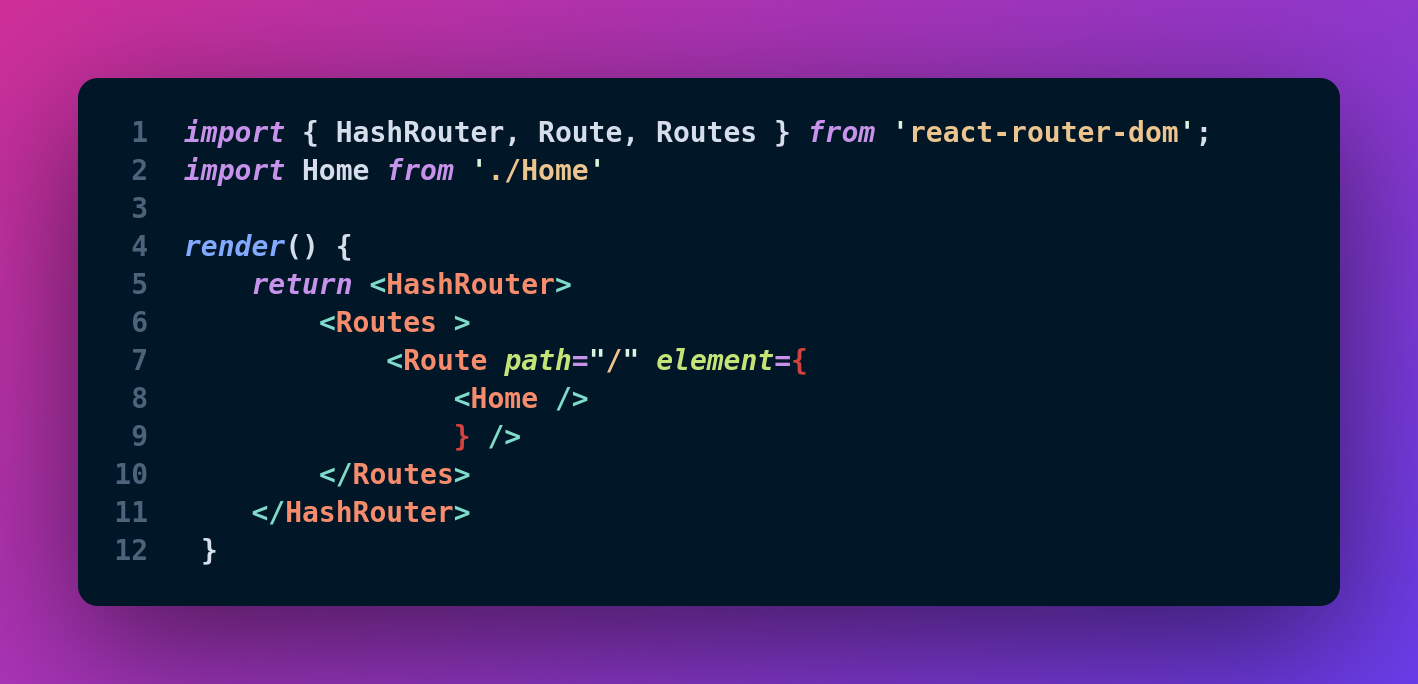 1 import { HashRouter, Route, Routes } from 'react-router-dom';
2 import Home from './Home'
3
4 render() {
5     return <HashRouter>
6         <Routes >
7             <Route path="/" element={
8                 <Home />
9                 } />
10         </Routes>
11     </HashRouter>
12  }